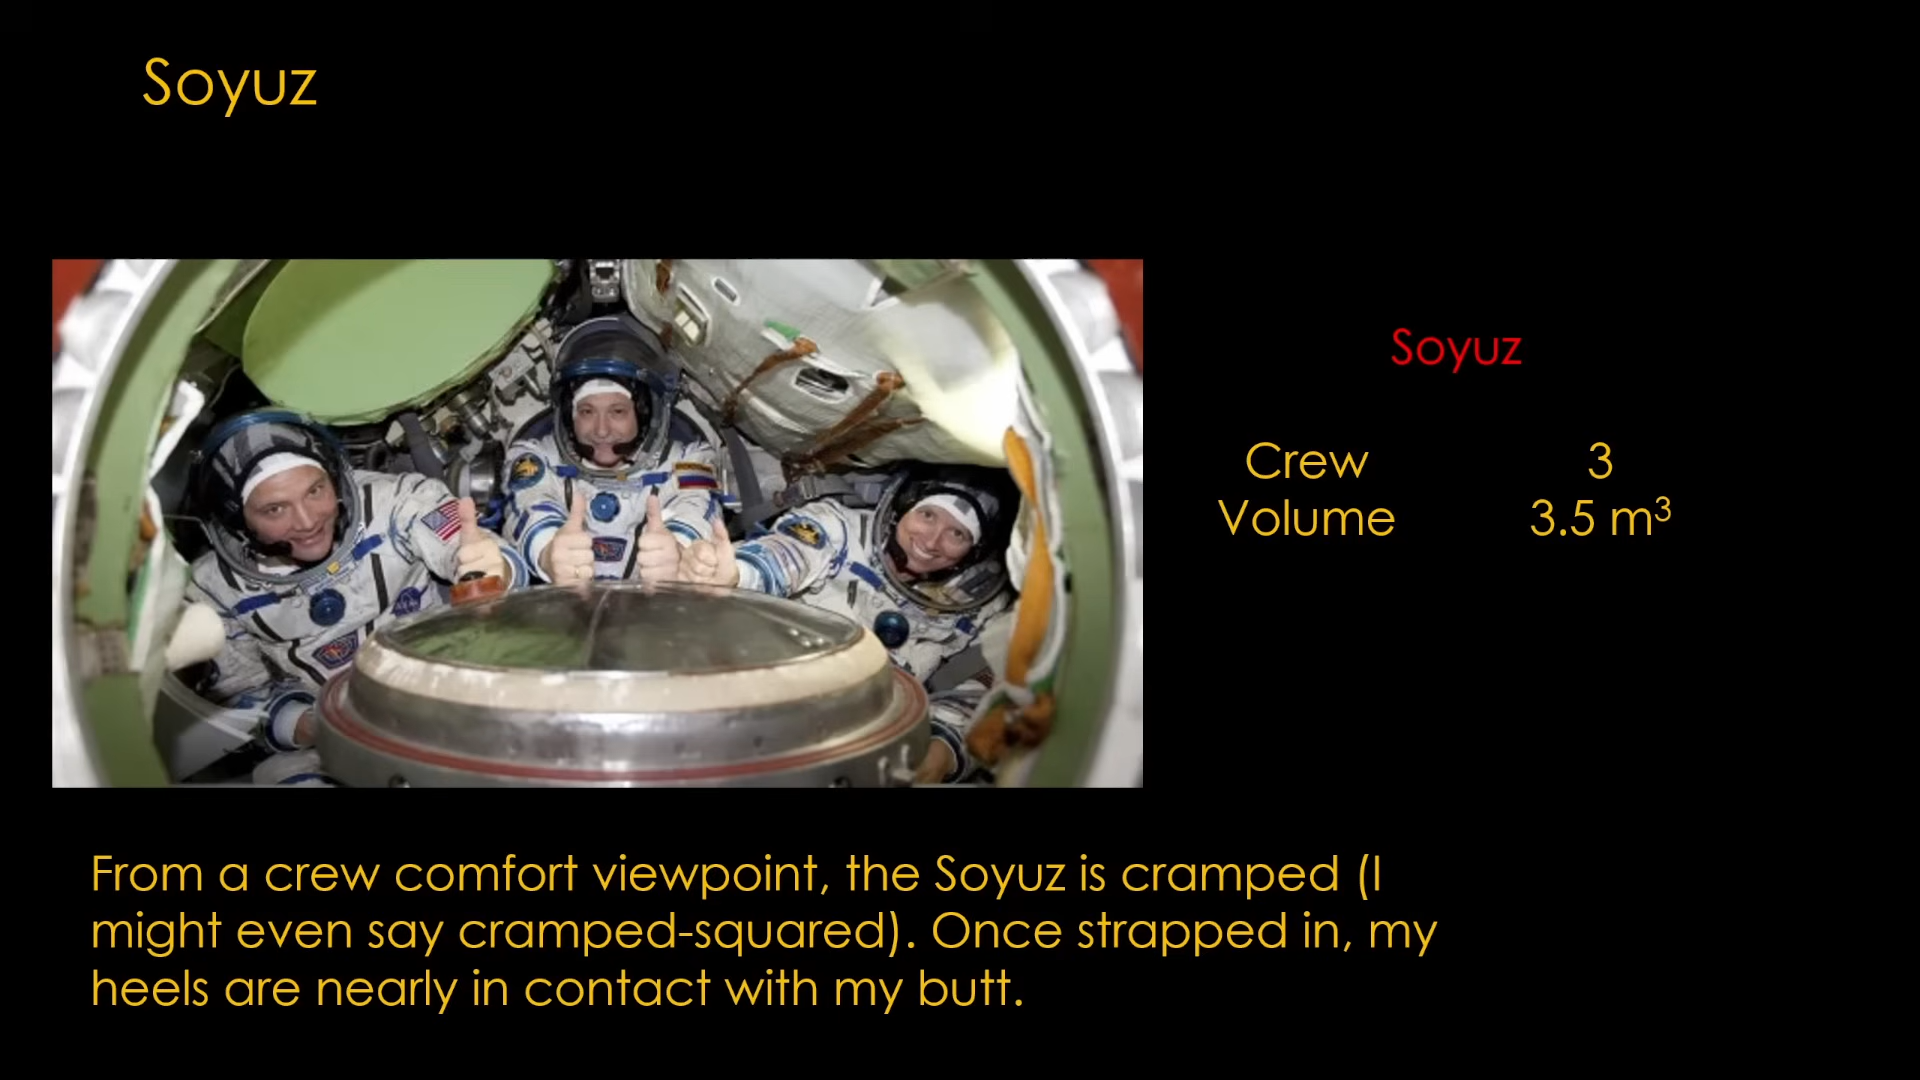 Soyuz
Soyuz
Crew 3
Volume 3.5 m³
From a crew comfort viewpoint, the Soyuz is cramped (I
might even say cramped-squared). Once strapped in, my
heels are nearly in contact with my butt.